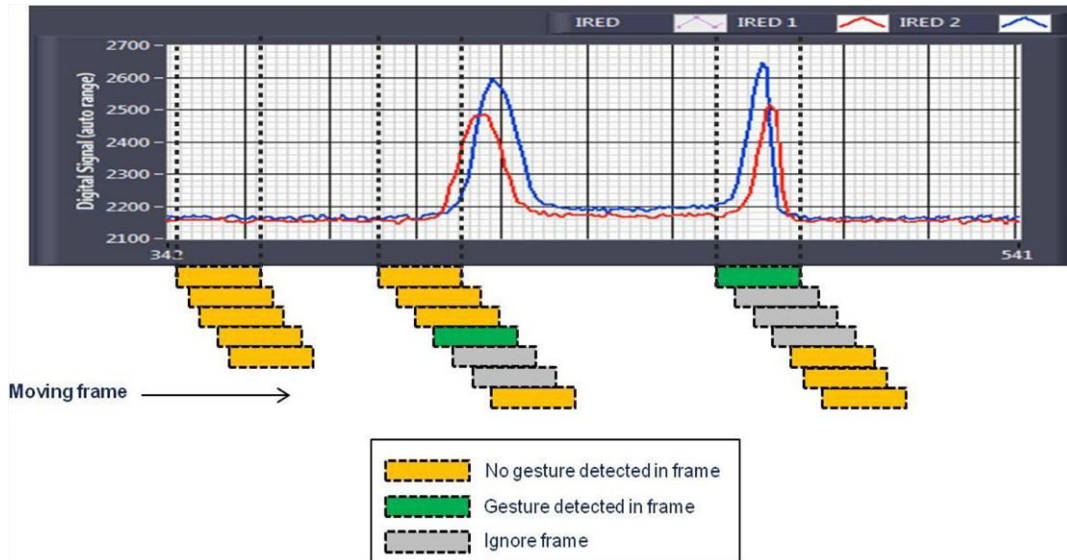 IRED IRED 1 IRED 2
Digital Signal (auto range)
2700
2600
2500
2400
2300
2200
2100
342 541
Moving frame
No gesture detected in frame
Gesture detected in frame
Ignore frame